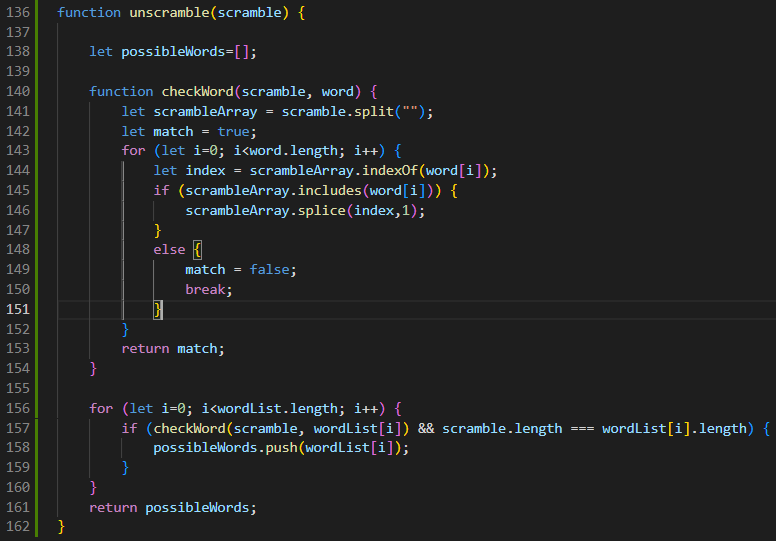 136 function unscramble(scramble) {
137
138     let possibleWords=[];
139
140     function checkWord(scramble, word) {
141         let scrambleArray = scramble.split("");
142         let match = true;
143         for (let i=0; i<word.length; i++) {
144             let index = scrambleArray.indexOf(word[i]);
145             if (scrambleArray.includes(word[i])) {
146                 scrambleArray.splice(index,1);
147             }
148             else {
149                 match = false;
150                 break;
151             }
152         }
153         return match;
154     }
155
156     for (let i=0; i<wordList.length; i++) {
157         if (checkWord(scramble, wordList[i]) && scramble.length === wordList[i].length) {
158             possibleWords.push(wordList[i]);
159         }
160     }
161     return possibleWords;
162 }